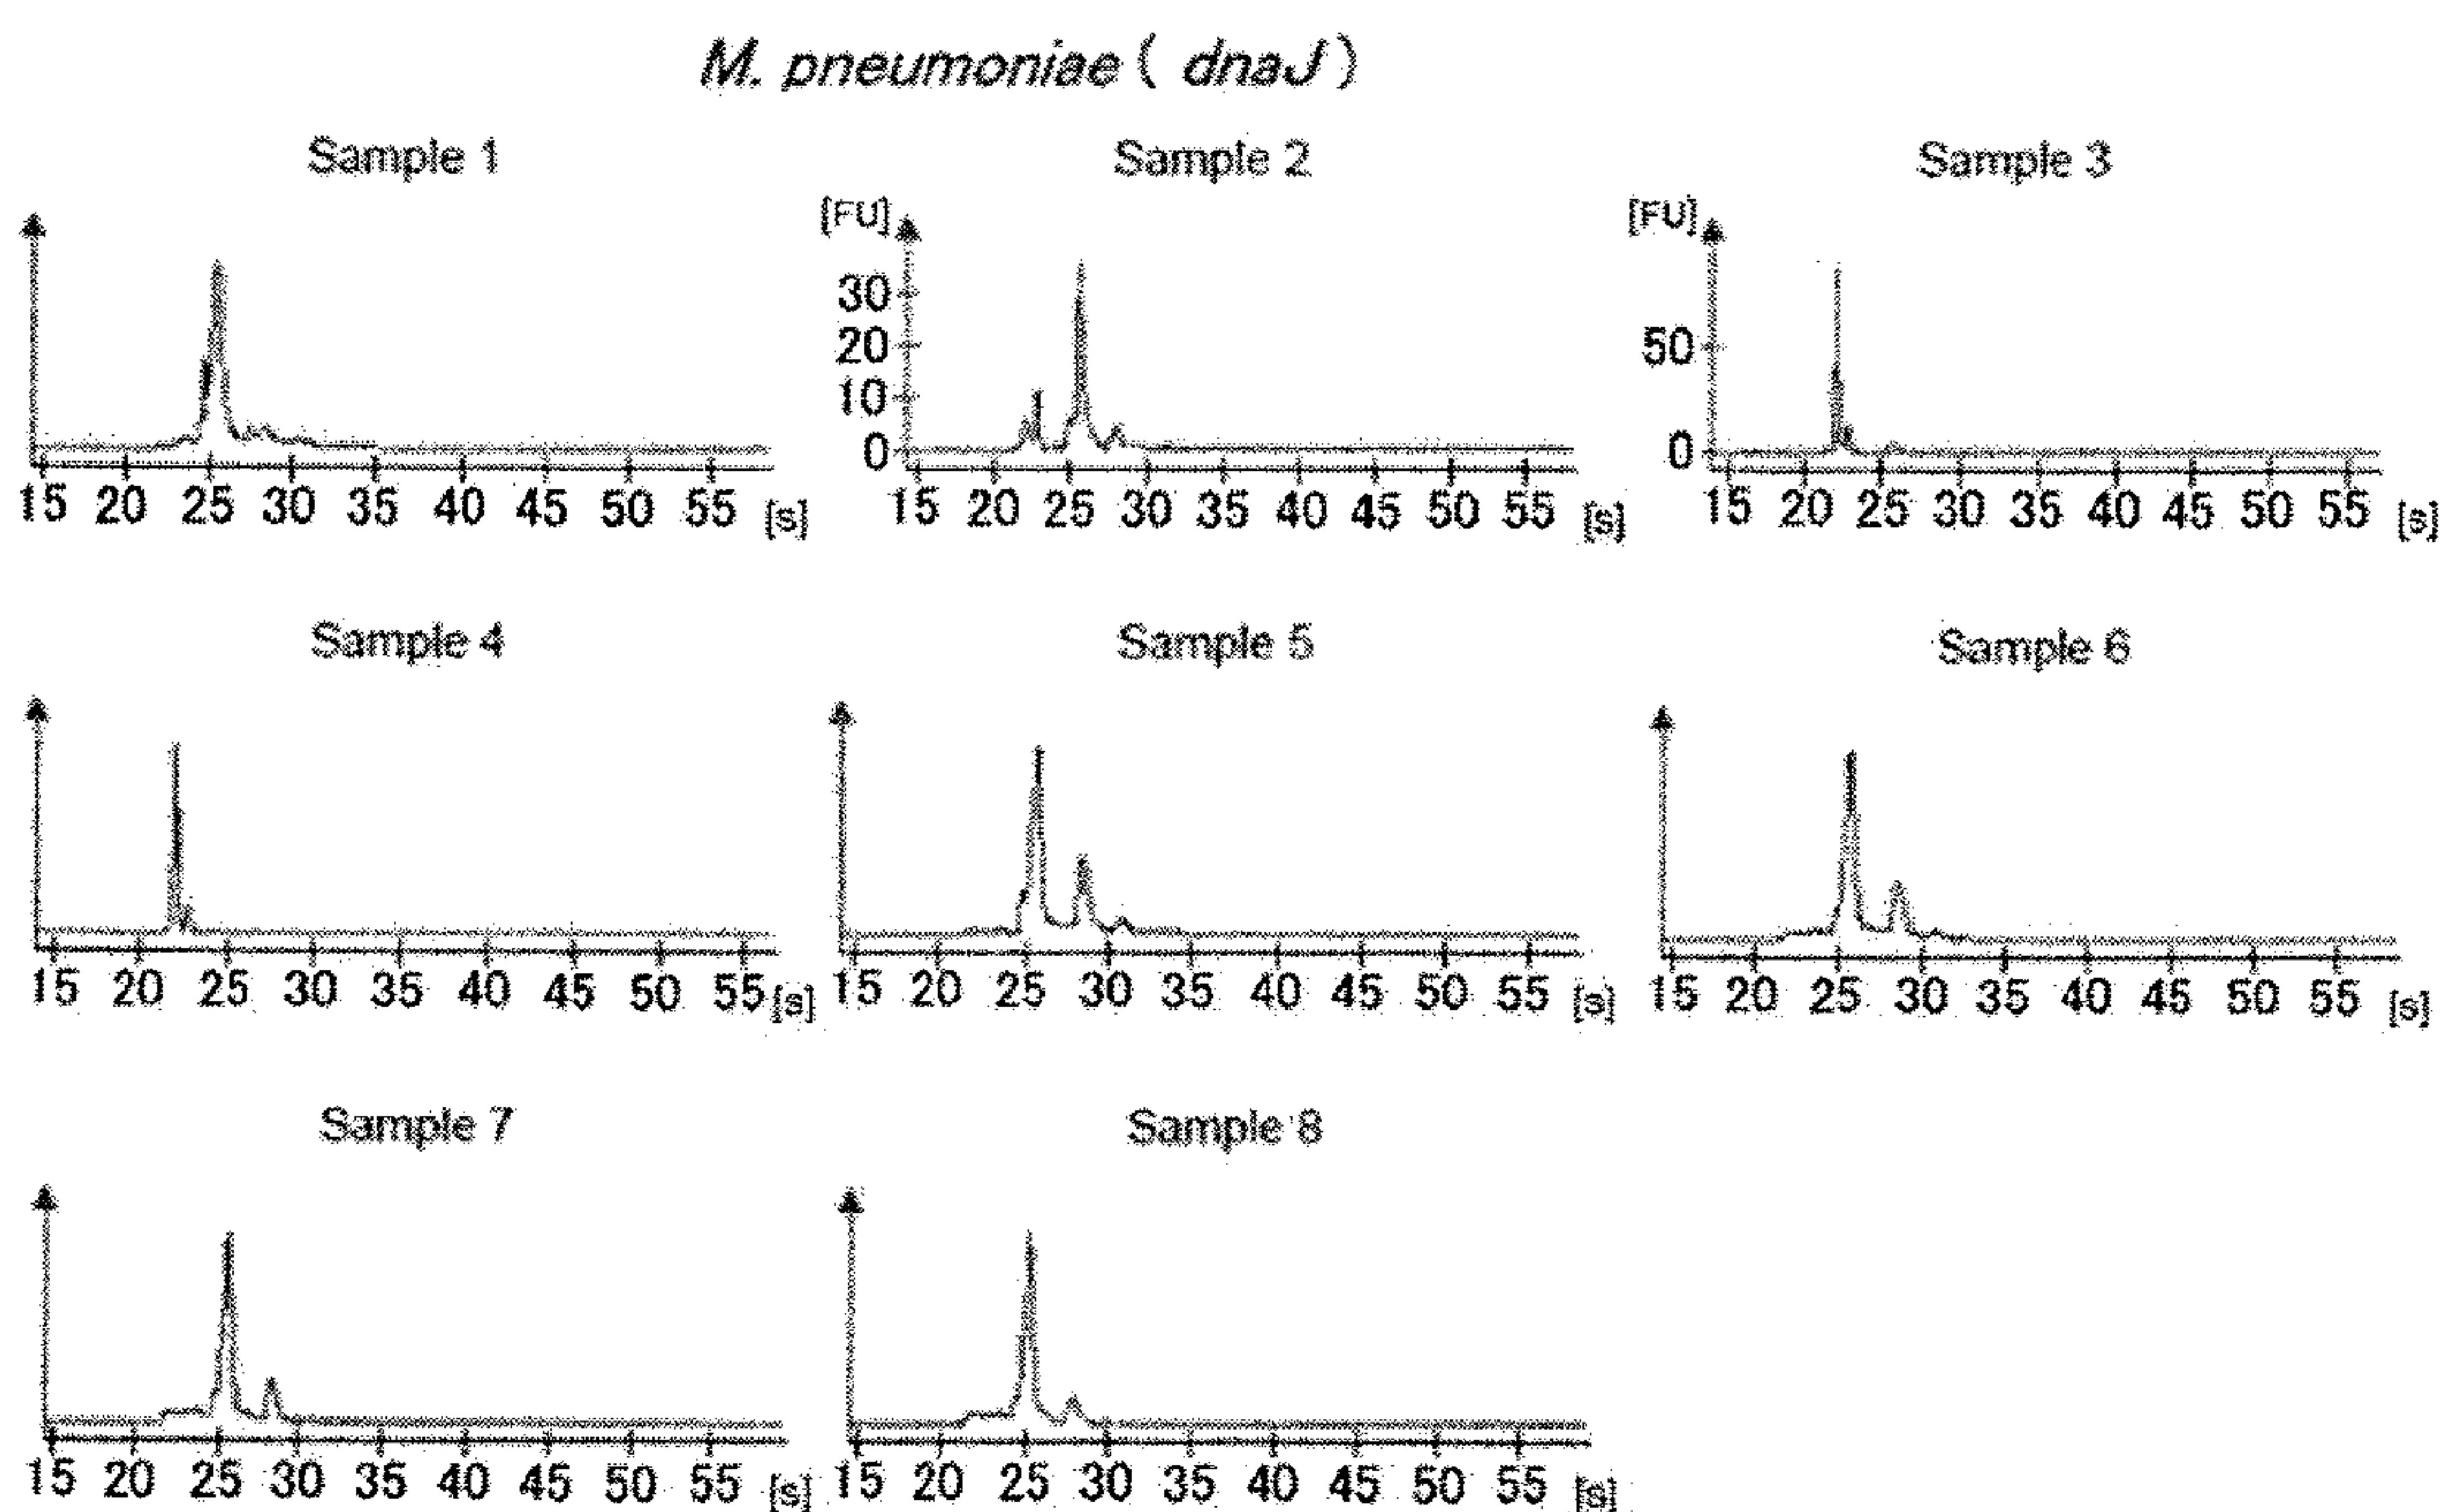 M. pneumoniae ( dnaJ )
Sample 1
Sample 2
Sample 3
[FU]
30
20
10
0
[FU]
50
0
15 20 25 30 35 40 45 50 55 [s]
15 20 25 30 35 40 45 50 55 [s]
15 20 25 30 35 40 45 50 55 [s]
Sample 4
Sample 5
Sample 6
15 20 25 30 35 40 45 50 55 [s]
15 20 25 30 35 40 45 50 55 [s]
15 20 25 30 35 40 45 50 55 [s]
Sample 7
Sample 8
15 20 25 30 35 40 45 50 55 [s]
15 20 25 30 35 40 45 50 55 [s]